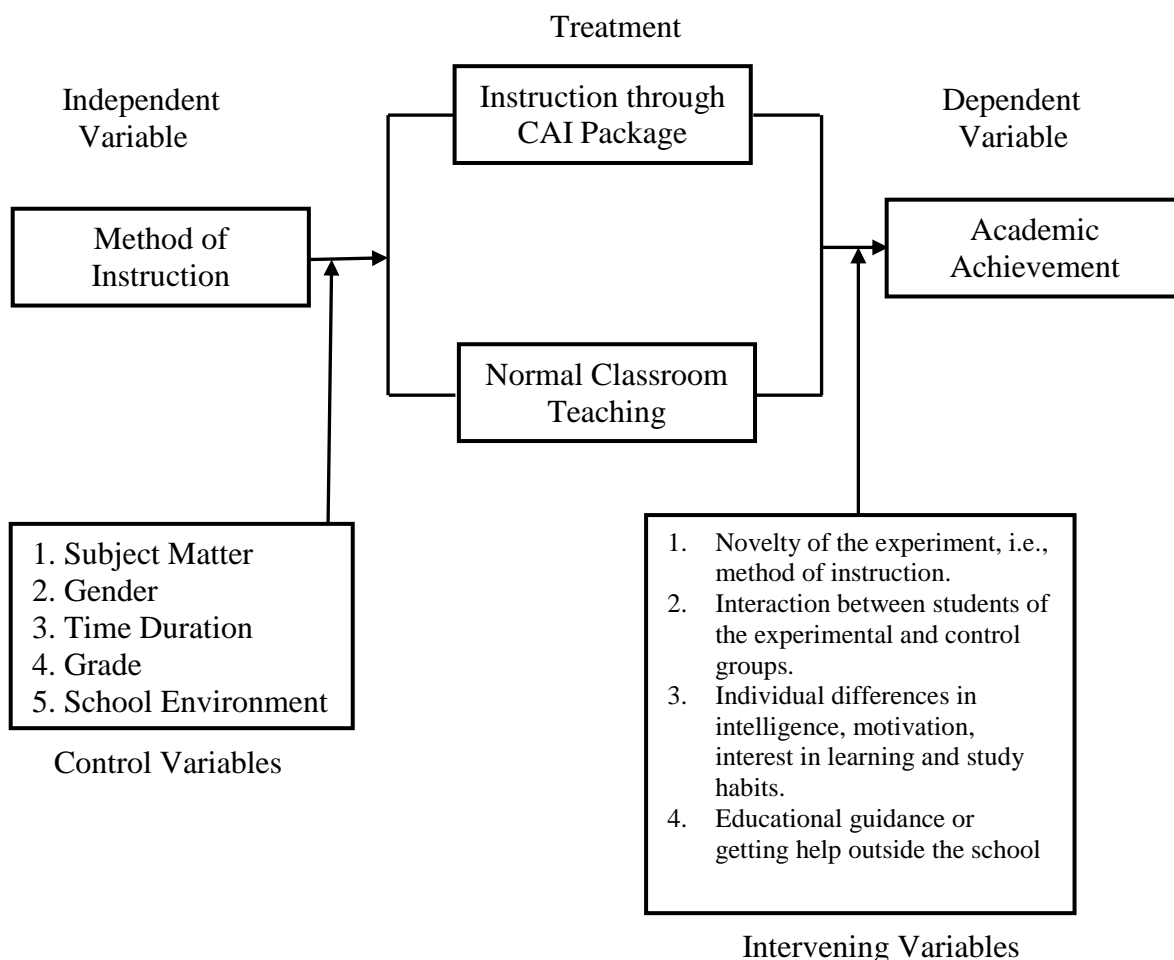 Treatment
Independent
Variable
Instruction through
CAI Package
Dependent
Variable
Method of
Instruction
Academic
Achievement
Normal Classroom
Teaching
1. Subject Matter
2. Gender
3. Time Duration
4. Grade
5. School Environment
Control Variables
1. Novelty of the experiment, i.e.,
method of instruction.
2. Interaction between students of
the experimental and control
groups.
3. Individual differences in
intelligence, motivation,
interest in learning and study
habits.
4. Educational guidance or
getting help outside the school
Intervening Variables